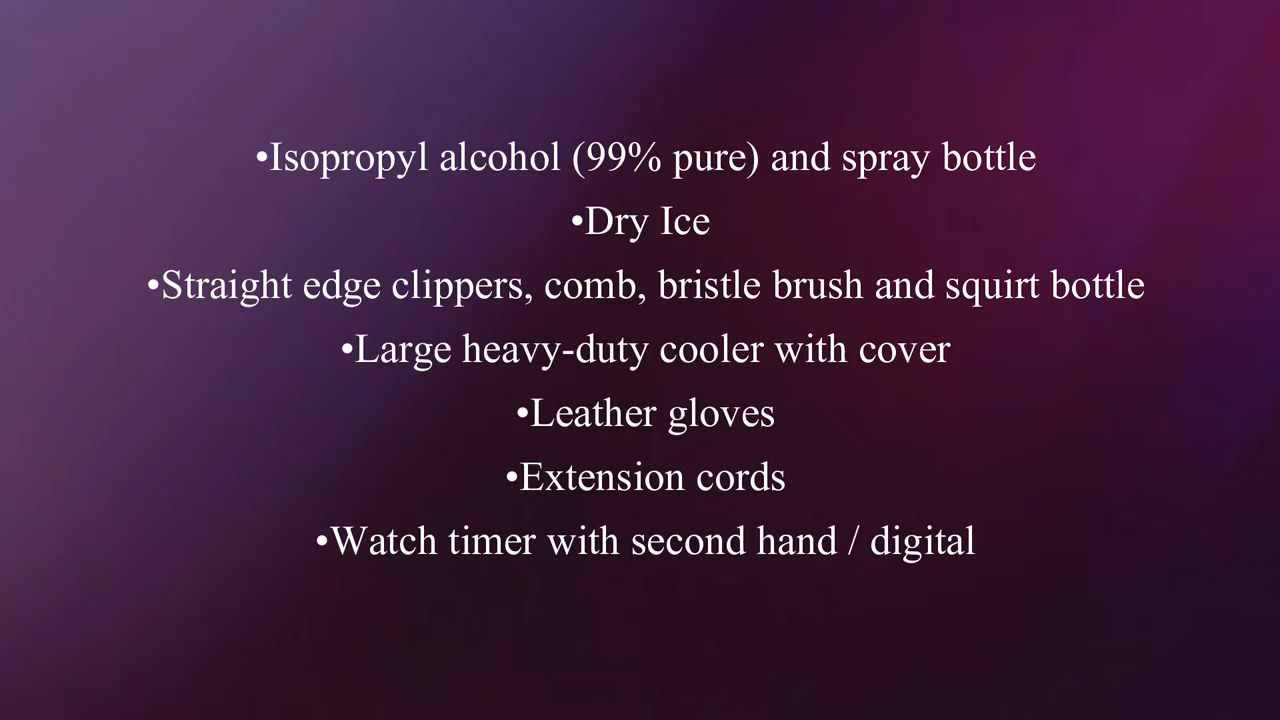 •Isopropyl alcohol (99% pure) and spray bottle
•Dry Ice
•Straight edge clippers, comb, bristle brush and squirt bottle
•Large heavy-duty cooler with cover
•Leather gloves
•Extension cords
•Watch timer with second hand / digital